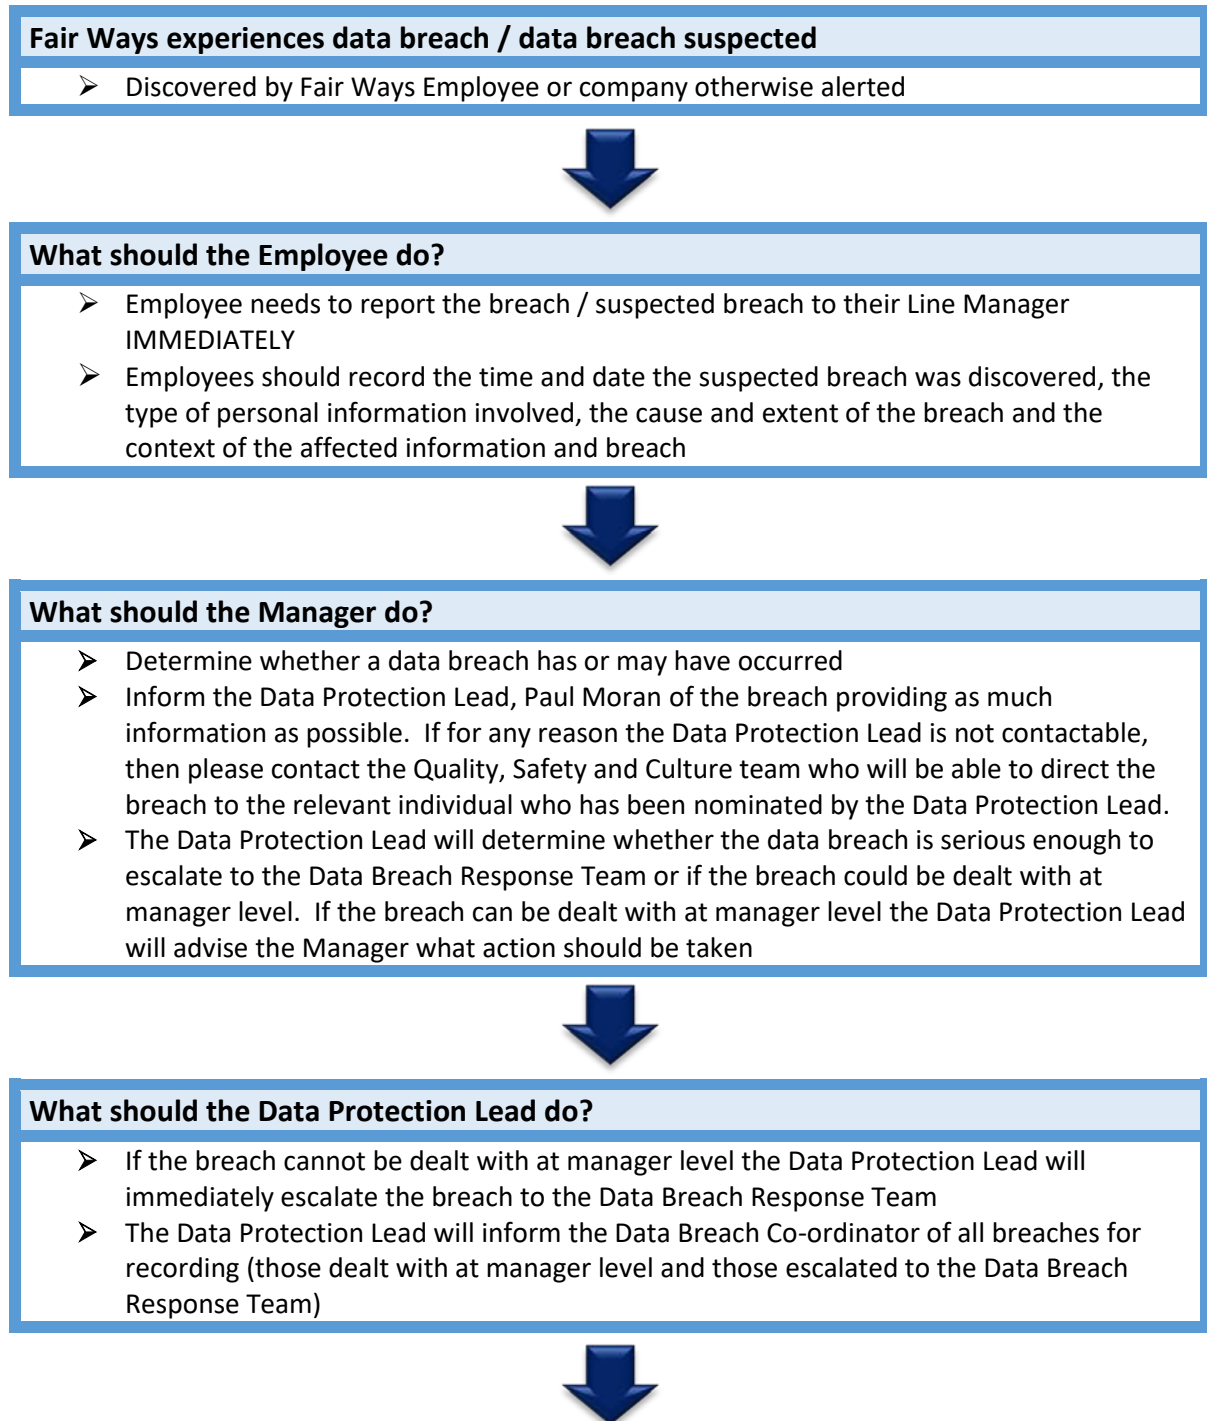 Fair Ways experiences data breach / data breach suspected
➢ Discovered by Fair Ways Employee or company otherwise alerted
What should the Employee do?
➢ Employee needs to report the breach / suspected breach to their Line Manager
IMMEDIATELY
➢ Employees should record the time and date the suspected breach was discovered, the
type of personal information involved, the cause and extent of the breach and the
context of the affected information and breach
What should the Manager do?
➢ Determine whether a data breach has or may have occurred
➢ Inform the Data Protection Lead, Paul Moran of the breach providing as much
information as possible.  If for any reason the Data Protection Lead is not contactable,
then please contact the Quality, Safety and Culture team who will be able to direct the
breach to the relevant individual who has been nominated by the Data Protection Lead.
➢ The Data Protection Lead will determine whether the data breach is serious enough to
escalate to the Data Breach Response Team or if the breach could be dealt with at
manager level.  If the breach can be dealt with at manager level the Data Protection Lead
will advise the Manager what action should be taken
What should the Data Protection Lead do?
➢ If the breach cannot be dealt with at manager level the Data Protection Lead will
immediately escalate the breach to the Data Breach Response Team
➢ The Data Protection Lead will inform the Data Breach Co-ordinator of all breaches for
recording (those dealt with at manager level and those escalated to the Data Breach
Response Team)